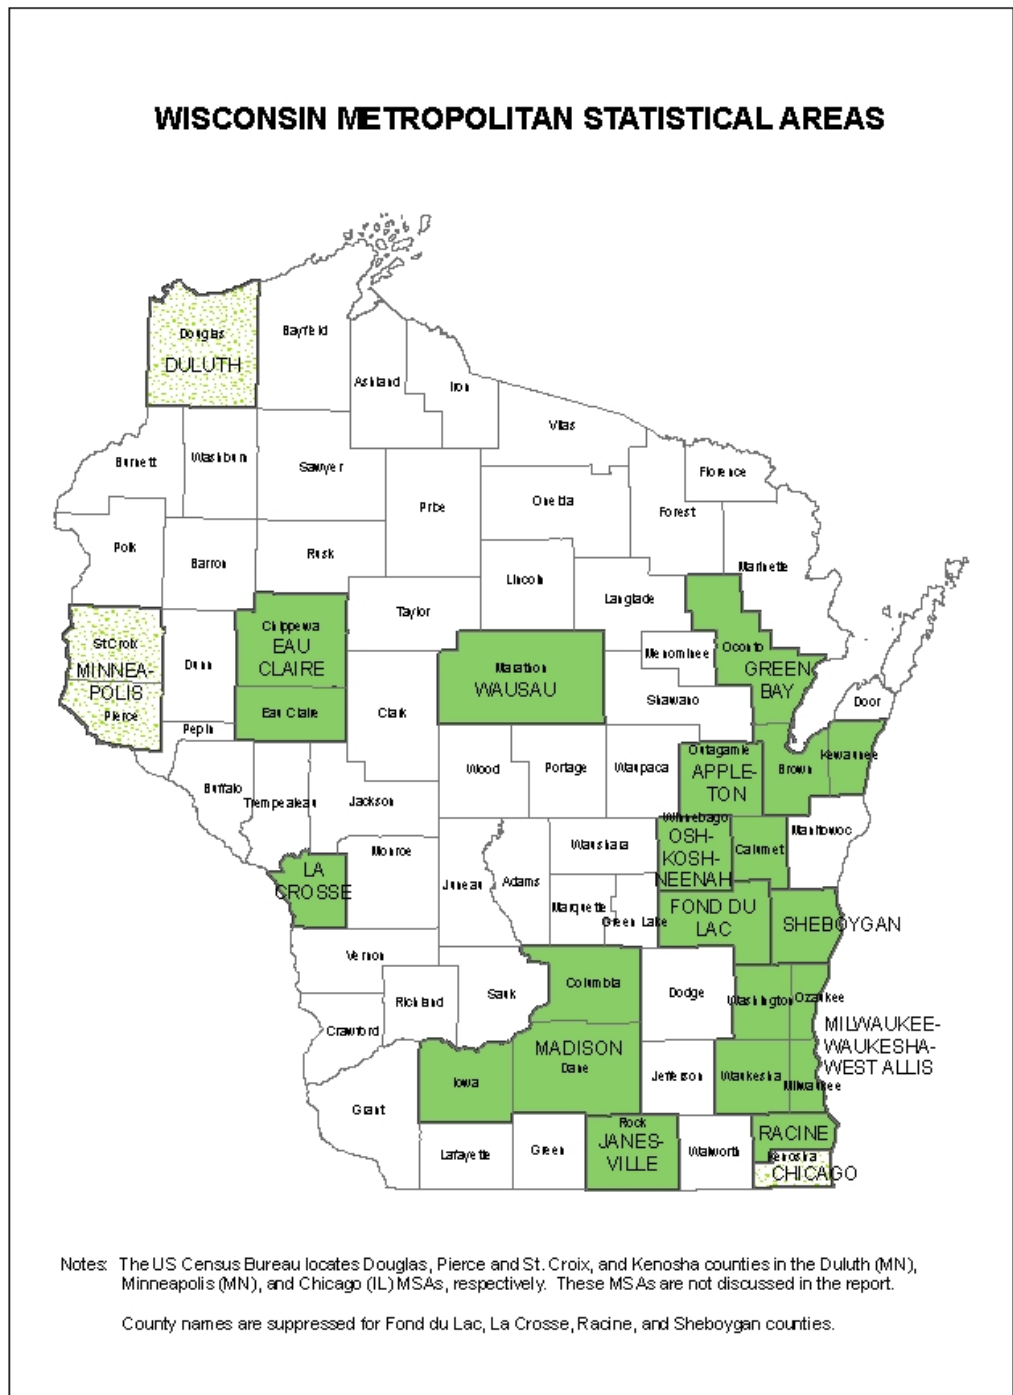 WISCONSIN METROPOLITAN STATISTICAL AREAS
Douglas
DULUTH
Bayfield
Ashland
Iron
Vilas
Burnett
Washburn
Sawyer
Florence
Price
Oneida
Forest
Polk
Barron
Rusk
Marinette
Lincoln
Langlade
Taylor
Chippewa
EAU
CLAIRE
Eau Claire
St Croix
MINNEA-
POLIS
Pierce
Dunn
Marathon
WAUSAU
Menominee
Oconto
GREEN
BAY
Shawano
Door
Clark
Pepin
Outagamie
APPLE-
TON
Brown
Kewaunee
Wood
Portage
Waupaca
Buffalo
Trempealeau
Jackson
Winnebago
OSH-
KOSH-
NEENAH
Calumet
Manitowoc
Monroe
Waushara
LA
CROSSE
Juneau
Adams
Marquette
Green Lake
FOND DU
LAC
SHEBOYGAN
Vernon
Columbia
Dodge
Washington
Ozaukee
Richland
Sauk
Crawford
MILWAUKEE-
WAUKESHA-
WEST ALLIS
MADISON
Dane
Iowa
Jefferson
Waukesha
Milwaukee
Grant
Rock
JANES-
VILLE
RACINE
Lafayette
Green
Walworth
Kenosha
CHICAGO
Notes: The US Census Bureau locates Douglas, Pierce and St. Croix, and Kenosha counties in the Duluth (MN),
Minneapolis (MN), and Chicago (IL) MSAs, respectively. These MSAs are not discussed in the report.
County names are suppressed for Fond du Lac, La Crosse, Racine, and Sheboygan counties.